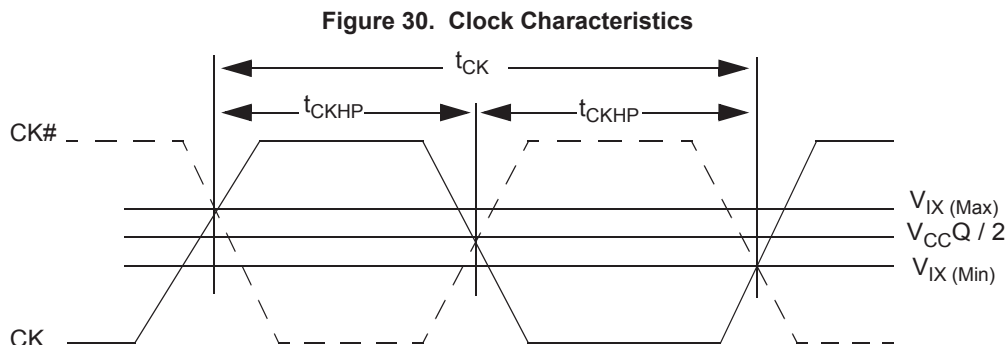 Figure 30. Clock Characteristics
tCK
tCKHP
tCKHP
CK#
VIX (Max)
VCCQ / 2
VIX (Min)
CK